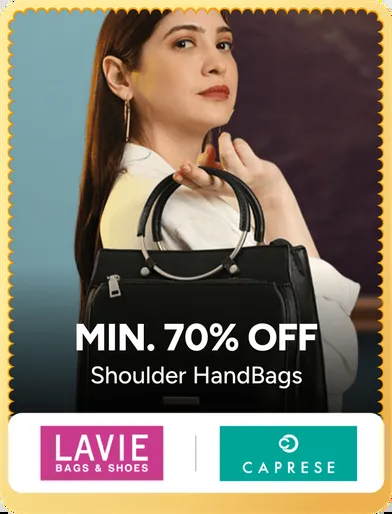 MIN. 70% OFF
Shoulder HandBags
LAVIE
BAGS & SHOES
CAPRESE